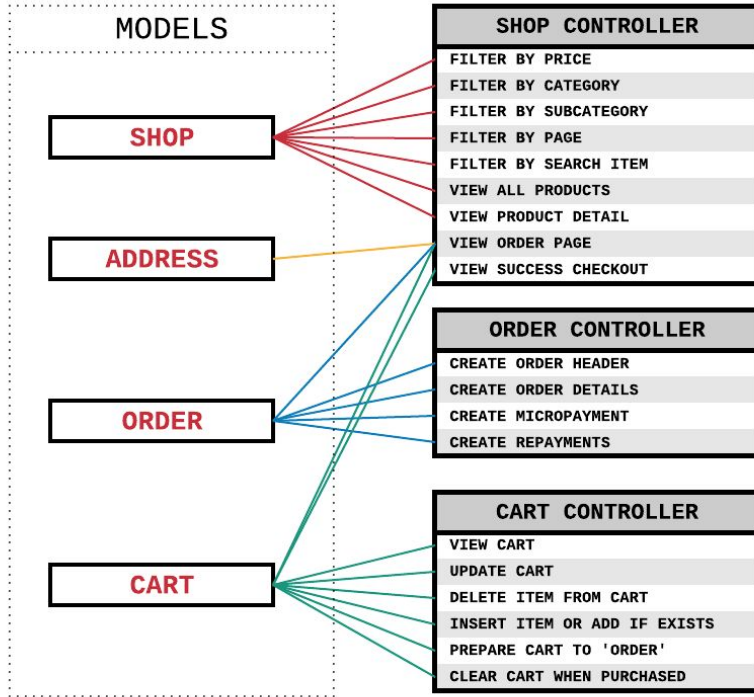 MODELS
SHOP
ADDRESS
ORDER
CART
SHOP CONTROLLER
FILTER BY PRICE
FILTER BY CATEGORY
FILTER BY SUBCATEGORY
FILTER BY PAGE
FILTER BY SEARCH ITEM
VIEW ALL PRODUCTS
VIEW PRODUCT DETAIL
VIEW ORDER PAGE
VIEW SUCCESS CHECKOUT
ORDER CONTROLLER
CREATE ORDER HEADER
CREATE ORDER DETAILS
CREATE MICROPAYMENT
CREATE REPAYMENTS
CART CONTROLLER
VIEW CART
UPDATE CART
DELETE ITEM FROM CART
INSERT ITEM OR ADD IF EXISTS
PREPARE CART TO 'ORDER'
CLEAR CART WHEN PURCHASED